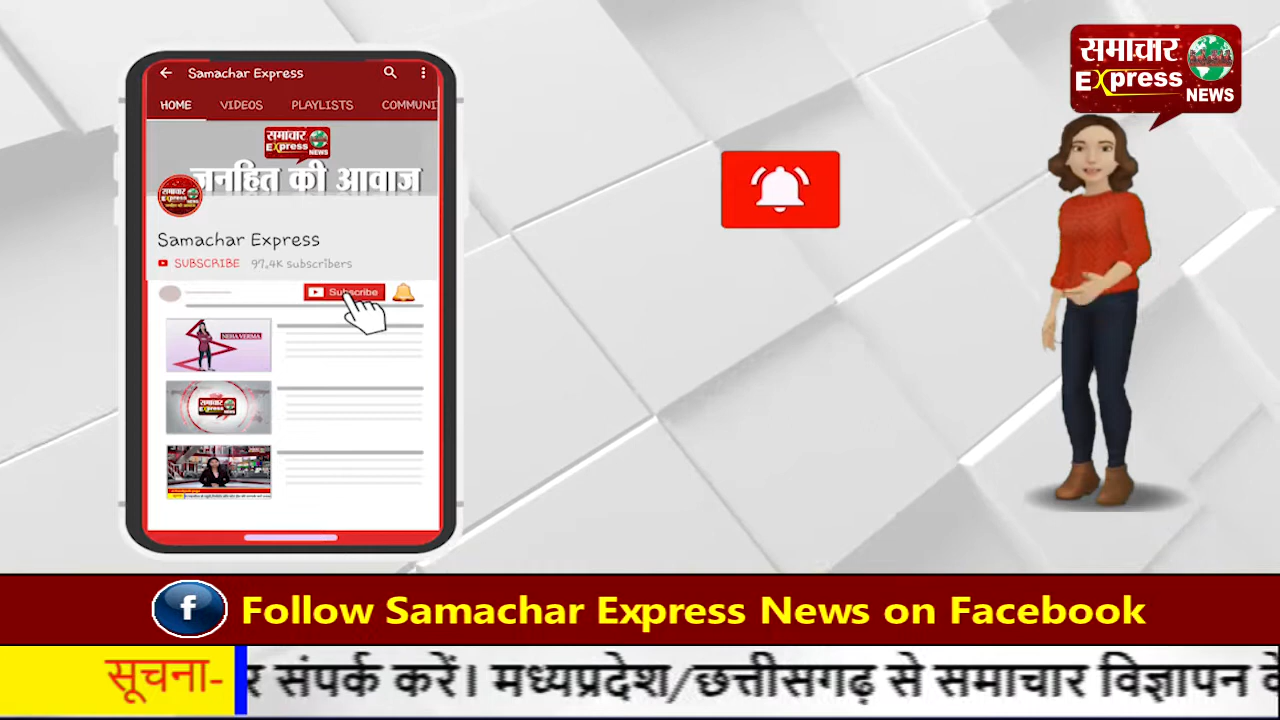 समाचार
Express
NEWS
Samachar Express
HOME VIDEOS PLAYLISTS COMMUNI
समाचार
Express
NEWS
जनहित की आवाज
Samachar Express
SUBSCRIBE 97.4K subscribers
Subscribe
Follow Samachar Express News on Facebook
सूचना- र संपर्क करें। मध्यप्रदेश/छत्तीसगढ़ से समाचार विज्ञापन के